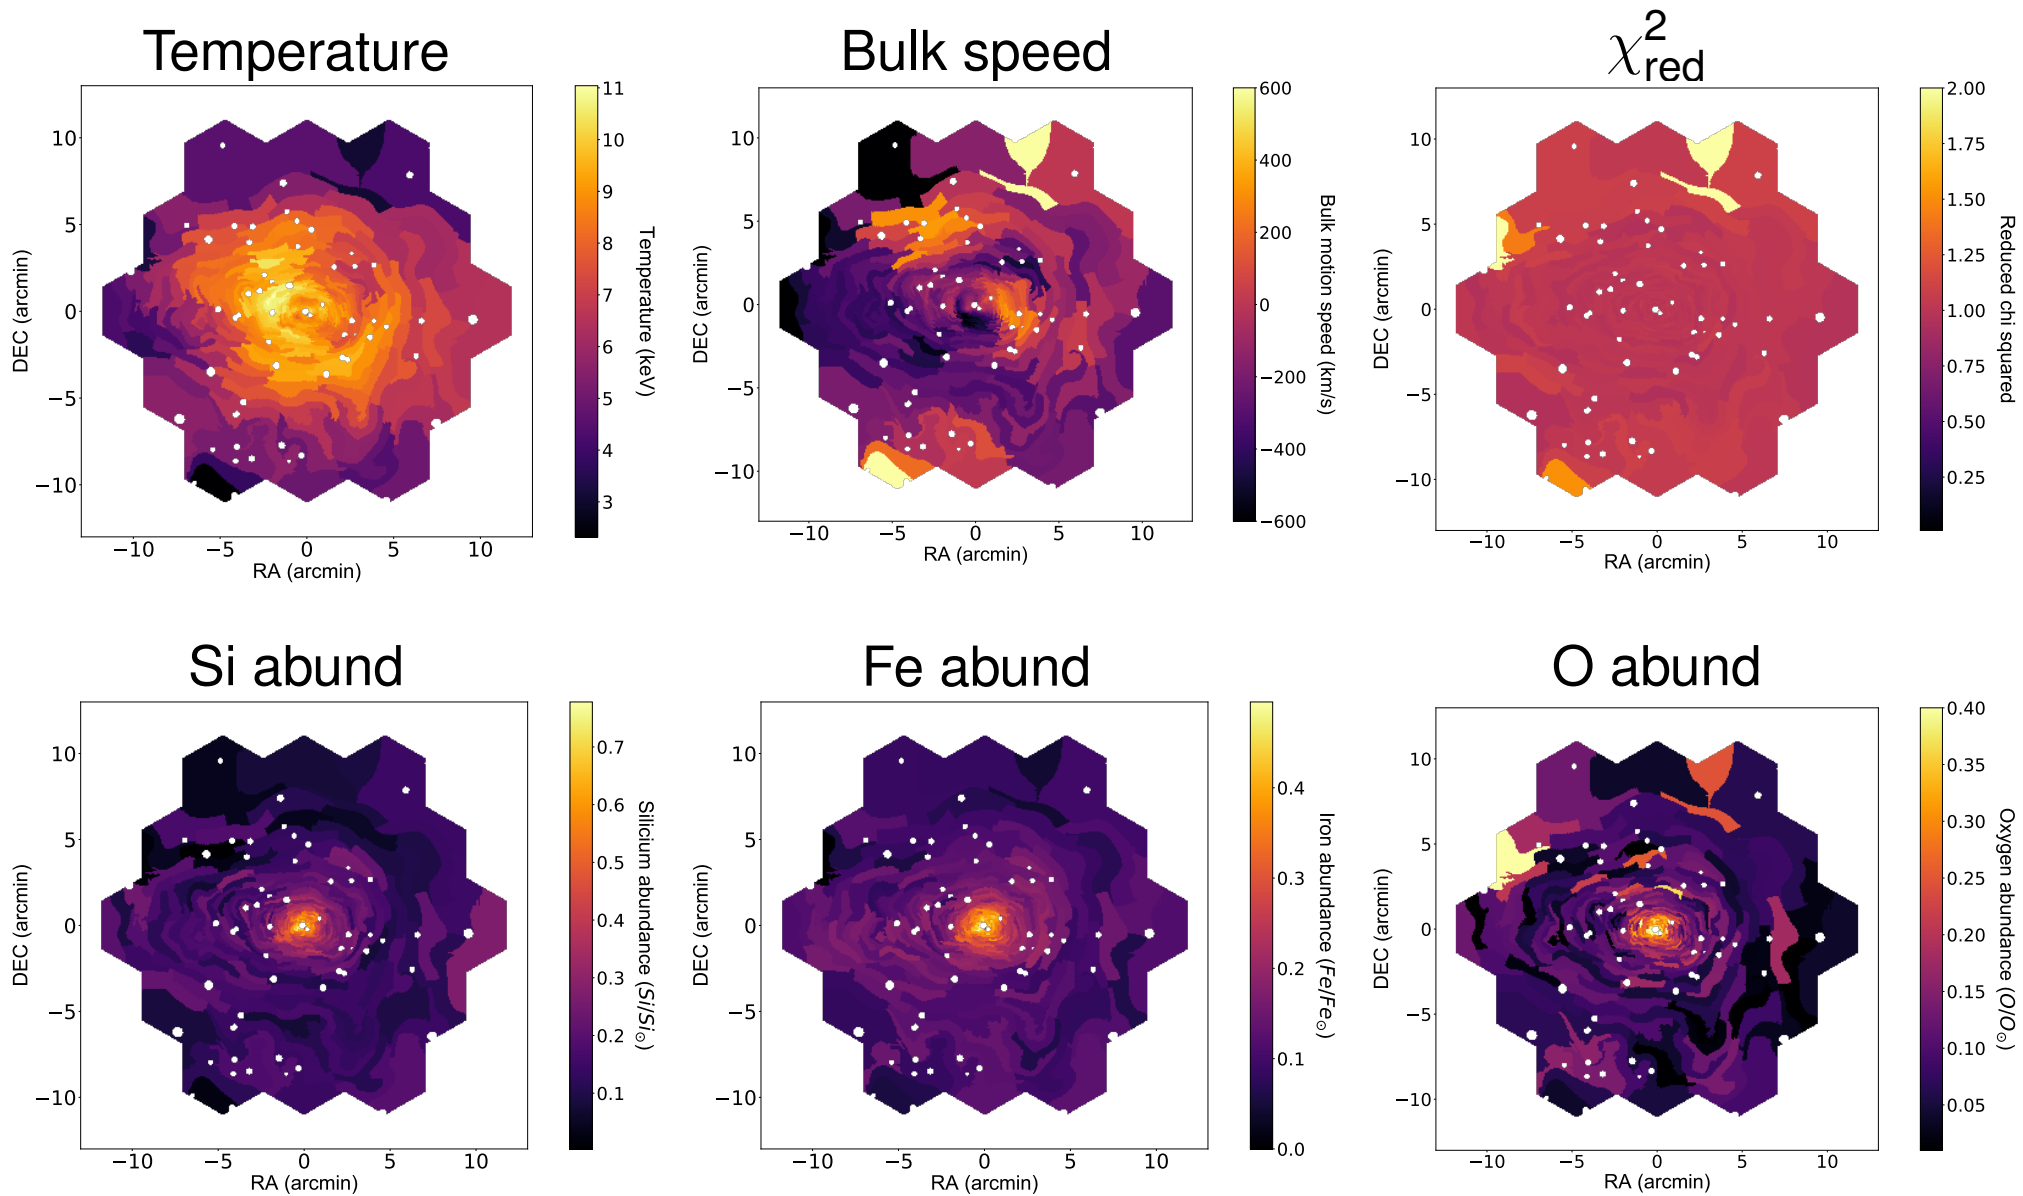 Temperature
10
5
0
−5
−10
DEC (arcmin)
−10 −5 0 5 10
RA (arcmin)
11
10
9
8
7
6
5
4
3
Temperature (keV)
Bulk speed
10
5
0
−5
−10
DEC (arcmin)
−10 −5 0 5 10
RA (arcmin)
600
400
200
0
−200
−400
−600
Bulk motion speed (km/s)
χ²red
10
5
0
−5
−10
DEC (arcmin)
−10 −5 0 5 10
RA (arcmin)
2.00
1.75
1.50
1.25
1.00
0.75
0.50
0.25
Reduced chi squared
Si abund
10
5
0
−5
−10
DEC (arcmin)
−10 −5 0 5 10
RA (arcmin)
0.7
0.6
0.5
0.4
0.3
0.2
0.1
Silicium abundance (Si/Si☉)
Fe abund
10
5
0
−5
−10
DEC (arcmin)
−10 −5 0 5 10
RA (arcmin)
0.4
0.3
0.2
0.1
0.0
Iron abundance (Fe/Fe☉)
O abund
10
5
0
−5
−10
DEC (arcmin)
−10 −5 0 5 10
RA (arcmin)
0.40
0.35
0.30
0.25
0.20
0.15
0.10
0.05
Oxygen abundance (O/O☉)